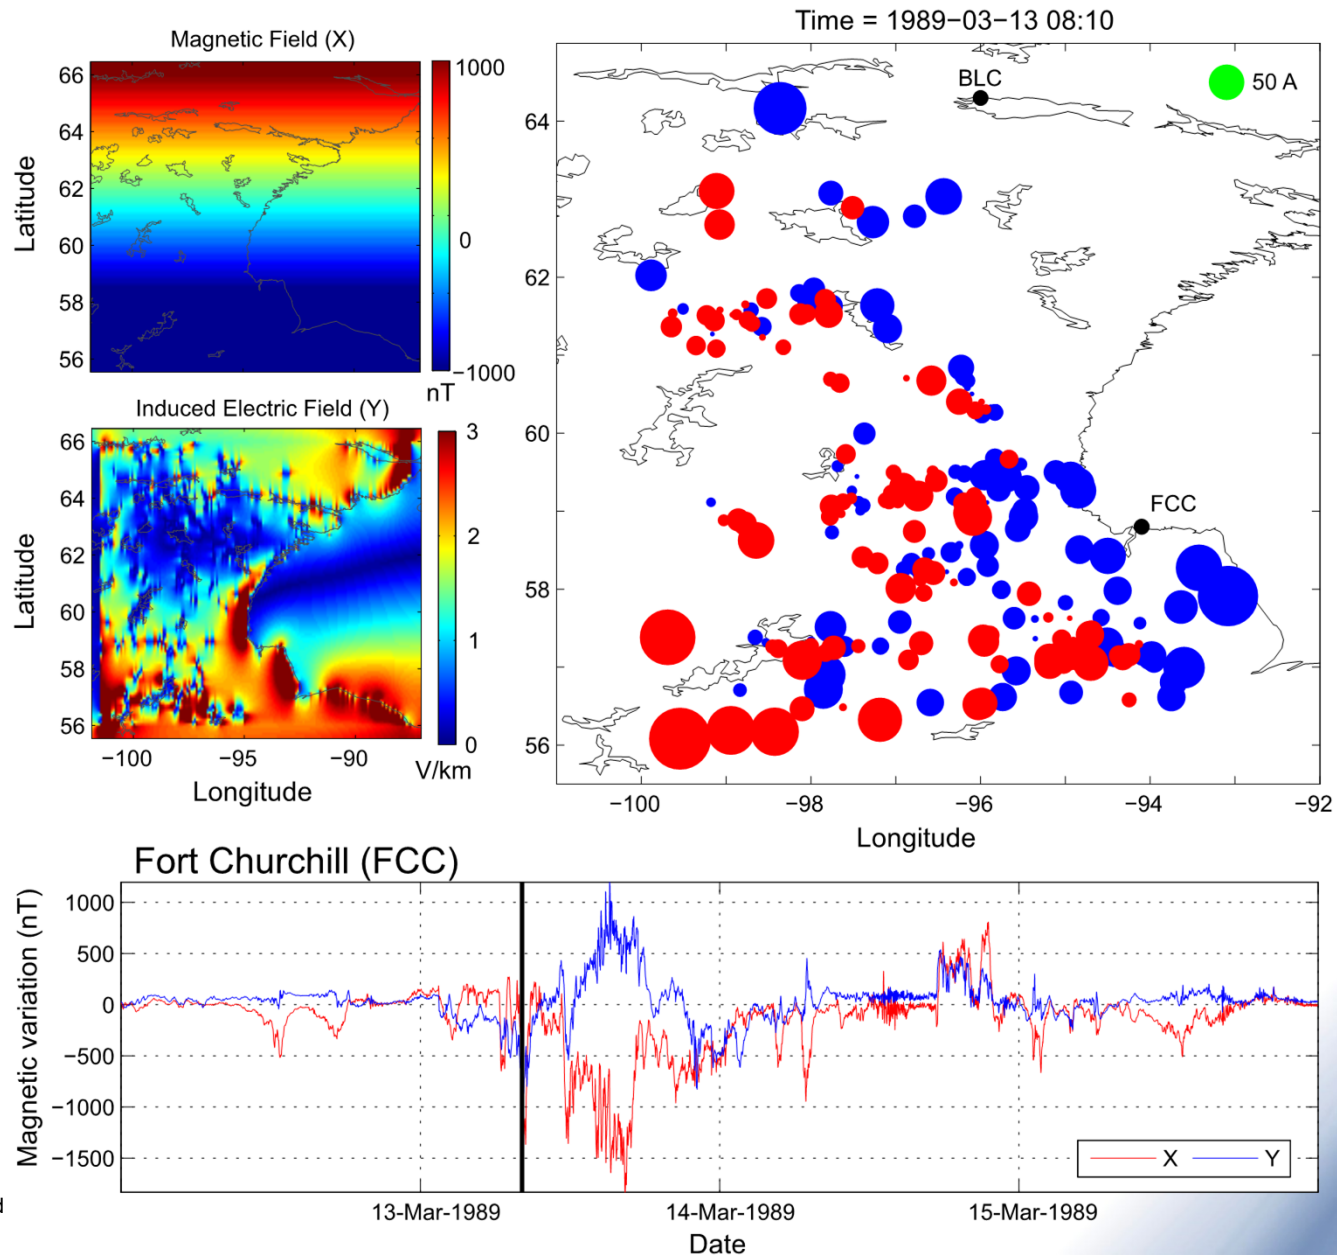 Magnetic Field (X)
66
64
62
60
58
56
Latitude
1000
0
−1000
nT
Induced Electric Field (Y)
66
64
62
60
58
56
Latitude
−100
−95
−90
Longitude
3
2
1
0
V/km
Time = 1989−03−13 08:10
BLC
50 A
FCC
64
62
60
58
56
−100
−98
−96
−94
−92
Longitude
Fort Churchill (FCC)
Magnetic variation (nT)
1000
500
0
−500
−1000
−1500
X
Y
13-Mar-1989
14-Mar-1989
15-Mar-1989
Date